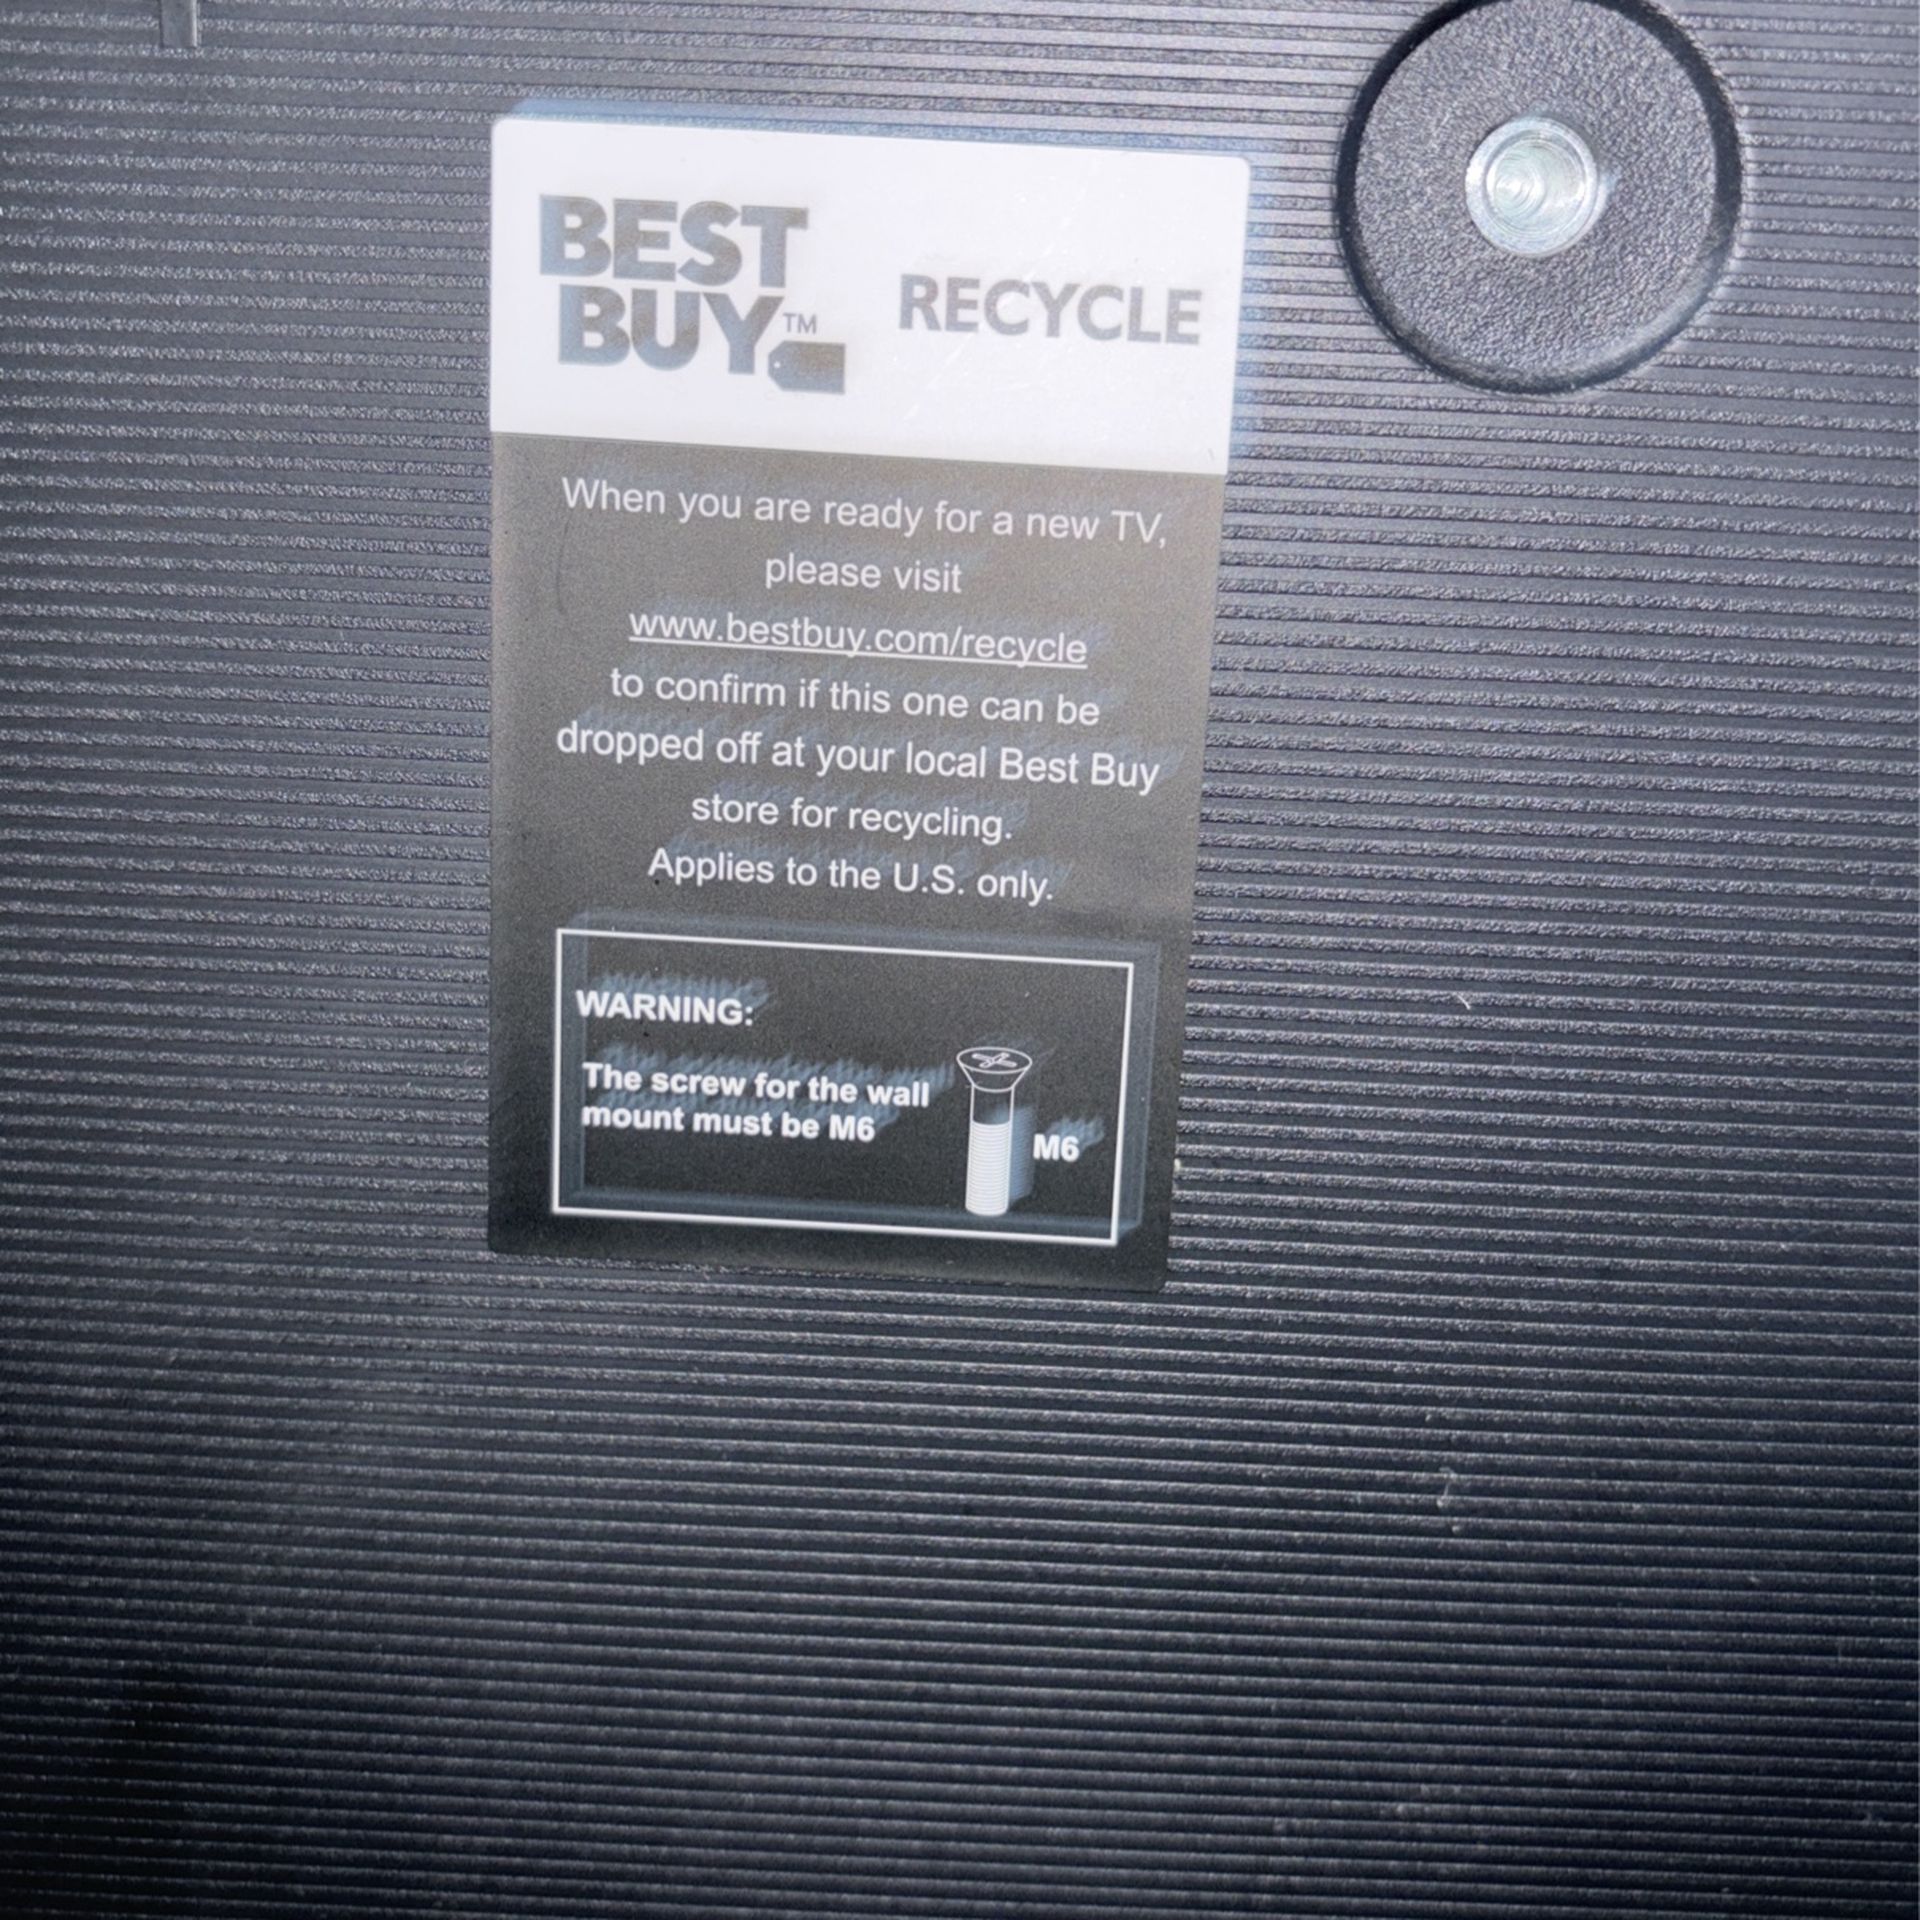 BEST
BUY™
RECYCLE
When you are ready for a new TV,
please visit
www.bestbuy.com/recycle
to confirm if this one can be
dropped off at your local Best Buy
store for recycling.
Applies to the U.S. only.
WARNING:
The screw for the wall
mount must be M6
M6